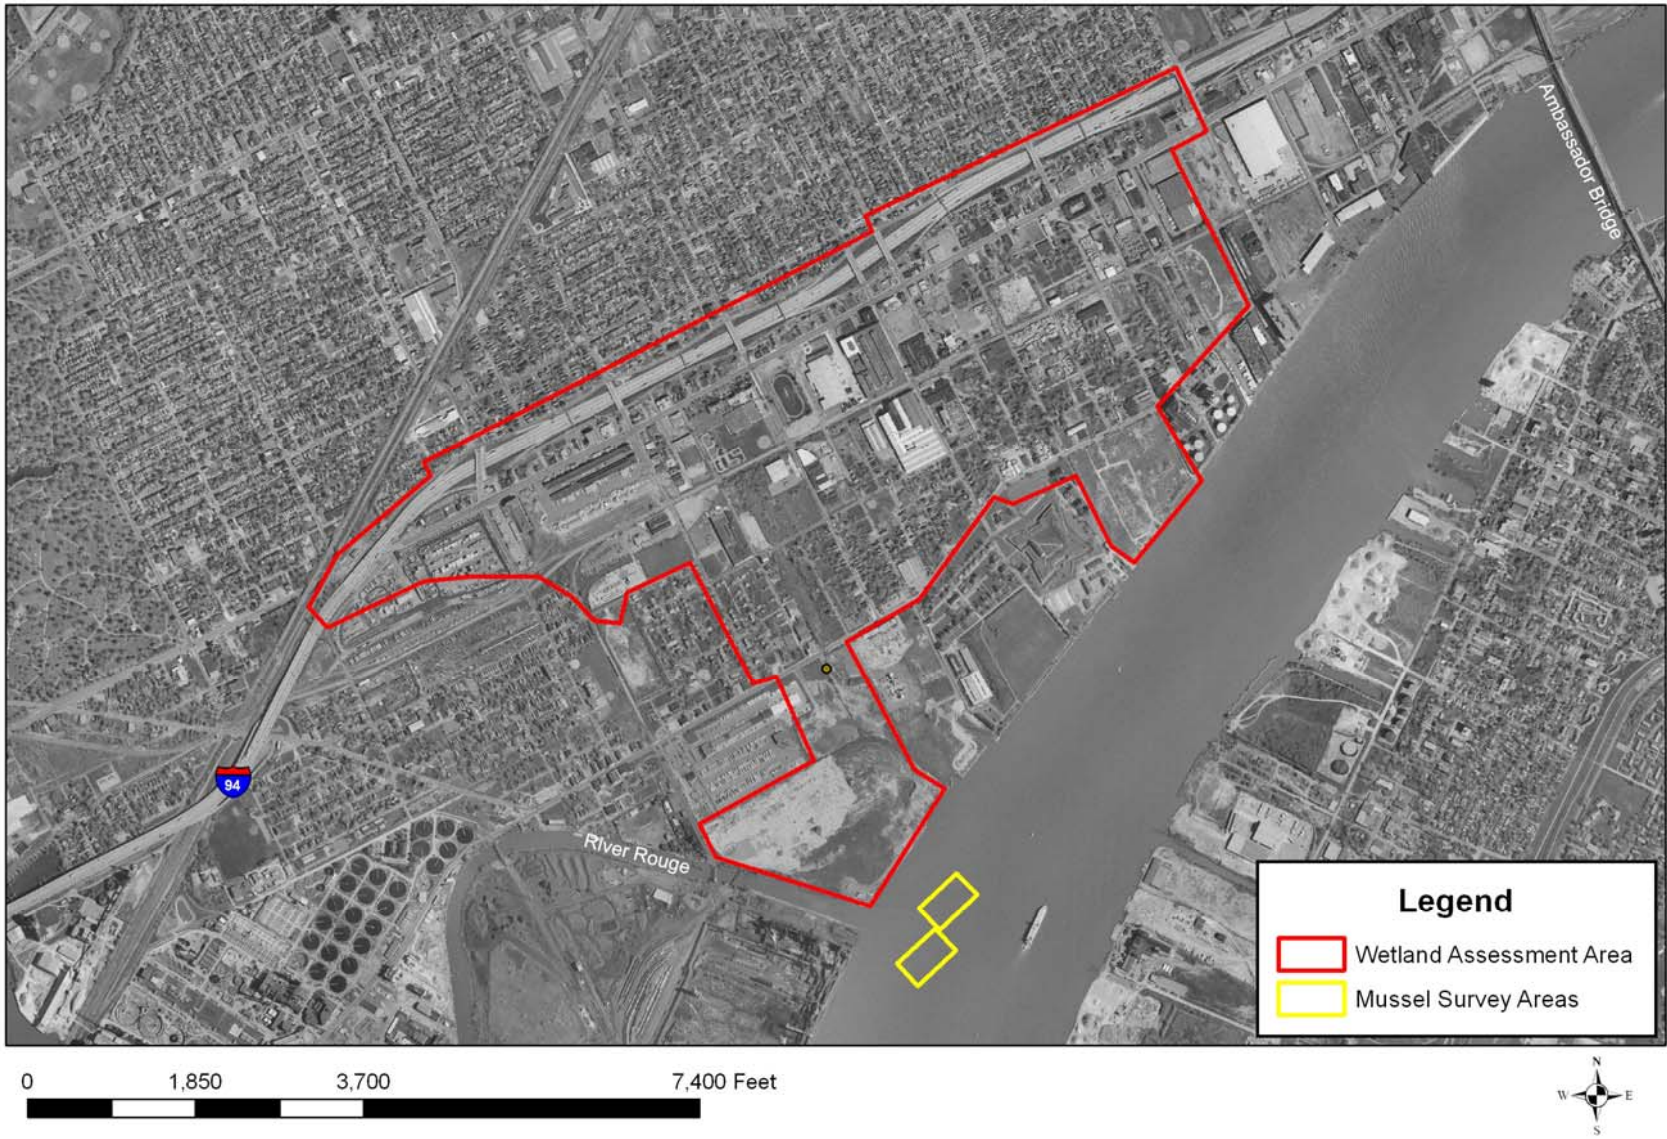 Ambassador Bridge
94
RIver Rouge
Legend
Wetland Assessment Area
Mussel Survey Areas
0 1,850 3,700 7,400 Feet
N
W E
S